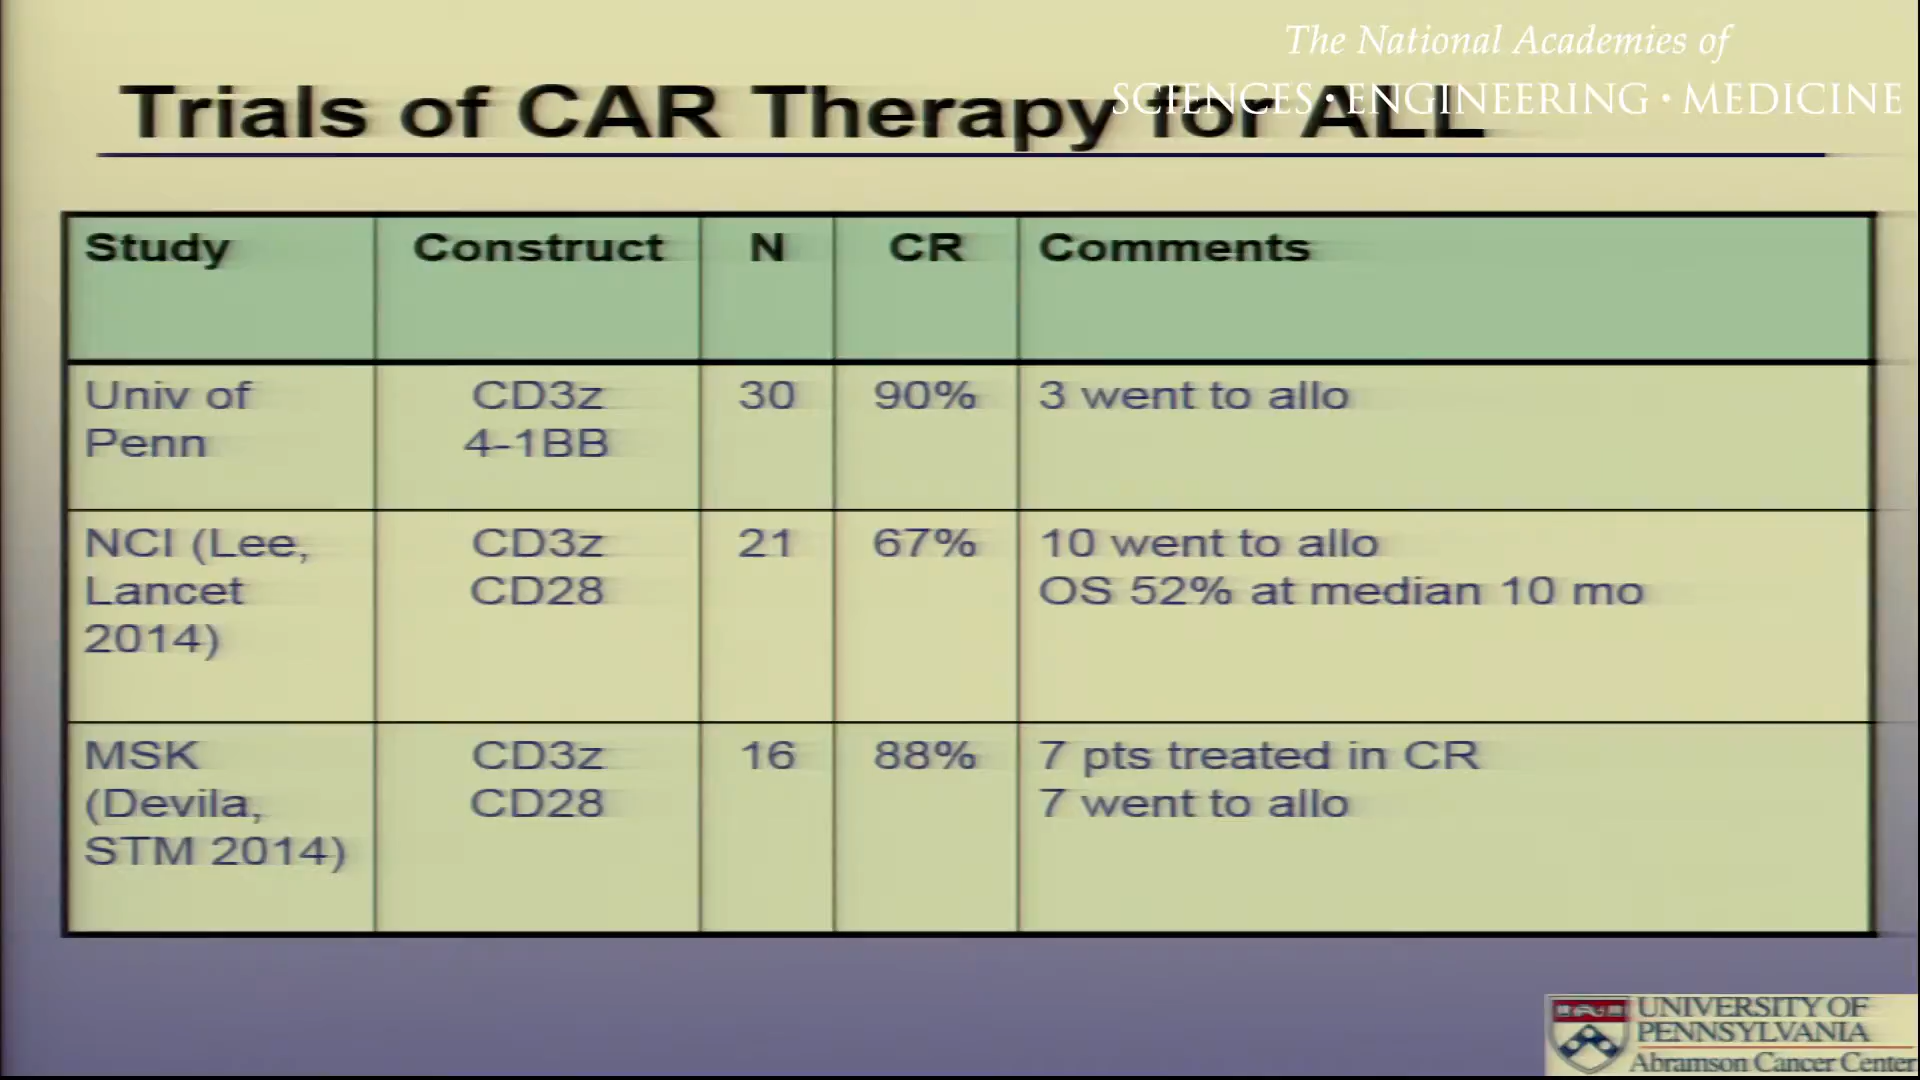 The National Academies of
SCIENCES · ENGINEERING · MEDICINE
Trials of CAR Therapy for ALL
Study
Construct
N
CR
Comments
Univ of
Penn
CD3z
4-1BB
30
90%
3 went to allo
NCI (Lee,
Lancet
2014)
CD3z
CD28
21
67%
10 went to allo
OS 52% at median 10 mo
MSK
(Devila,
STM 2014)
CD3z
CD28
16
88%
7 pts treated in CR
7 went to allo
UNIVERSITY OF
PENNSYLVANIA
Abramson Cancer Center